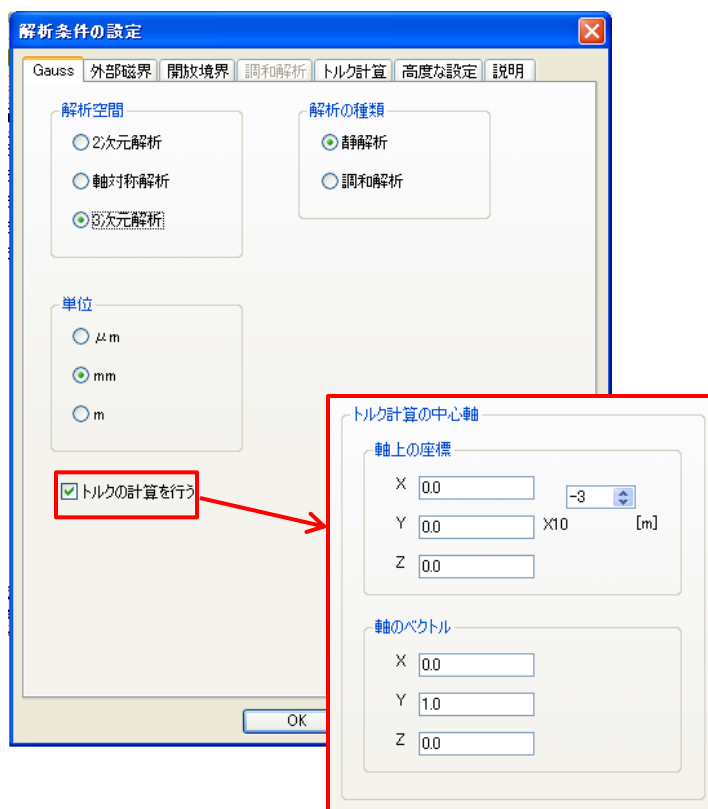 解析条件の設定
Gauss 外部磁界 開放境界 調和解析 トルク計算 高度な設定 説明
解析空間
2次元解析
軸対称解析
3次元解析
解析の種類
静解析
調和解析
単位
μm
mm
m
トルクの計算を行う
OK
トルク計算の中心軸
軸上の座標
X 0.0
-3
Y 0.0 X10 [m]
Z 0.0
軸のベクトル
X 0.0
Y 1.0
Z 0.0